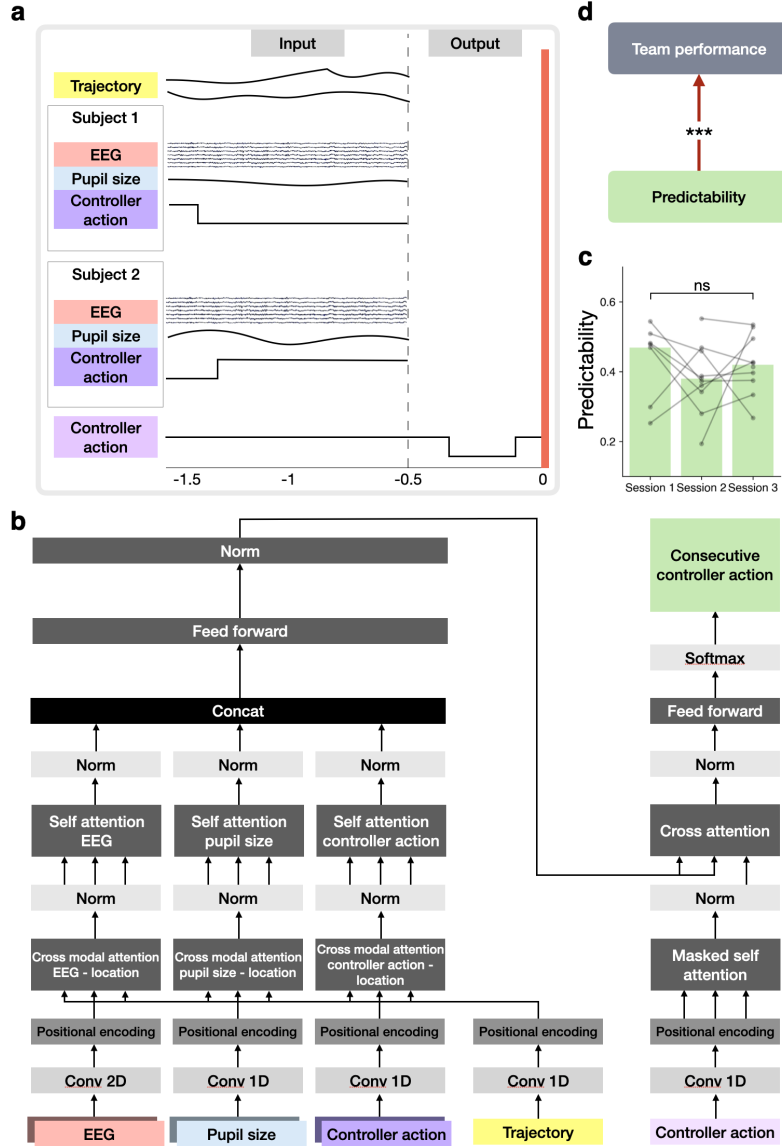 a
Input
Output
Trajectory
Subject 1
EEG
Pupil size
Controller
action
Subject 2
EEG
Pupil size
Controller
action
Controller
action
-1.5
-1
-0.5
0
d
Team performance
***
Predictability
c
ns
Predictability
0.6
0.4
0.2
Session 1
Session 2
Session 3
b
Norm
Feed forward
Concat
Norm
Norm
Norm
Self attention
EEG
Self attention
pupil size
Self attention
controller action
Norm
Norm
Norm
Cross modal attention
EEG - location
Cross modal attention
pupil size - location
Cross modal attention
controller action -
location
Positional encoding
Positional encoding
Positional encoding
Positional encoding
Conv 2D
Conv 1D
Conv 1D
Conv 1D
EEG
Pupil size
Controller action
Trajectory
Consecutive
controller action
Softmax
Feed forward
Norm
Cross attention
Norm
Masked self
attention
Positional encoding
Conv 1D
Controller action